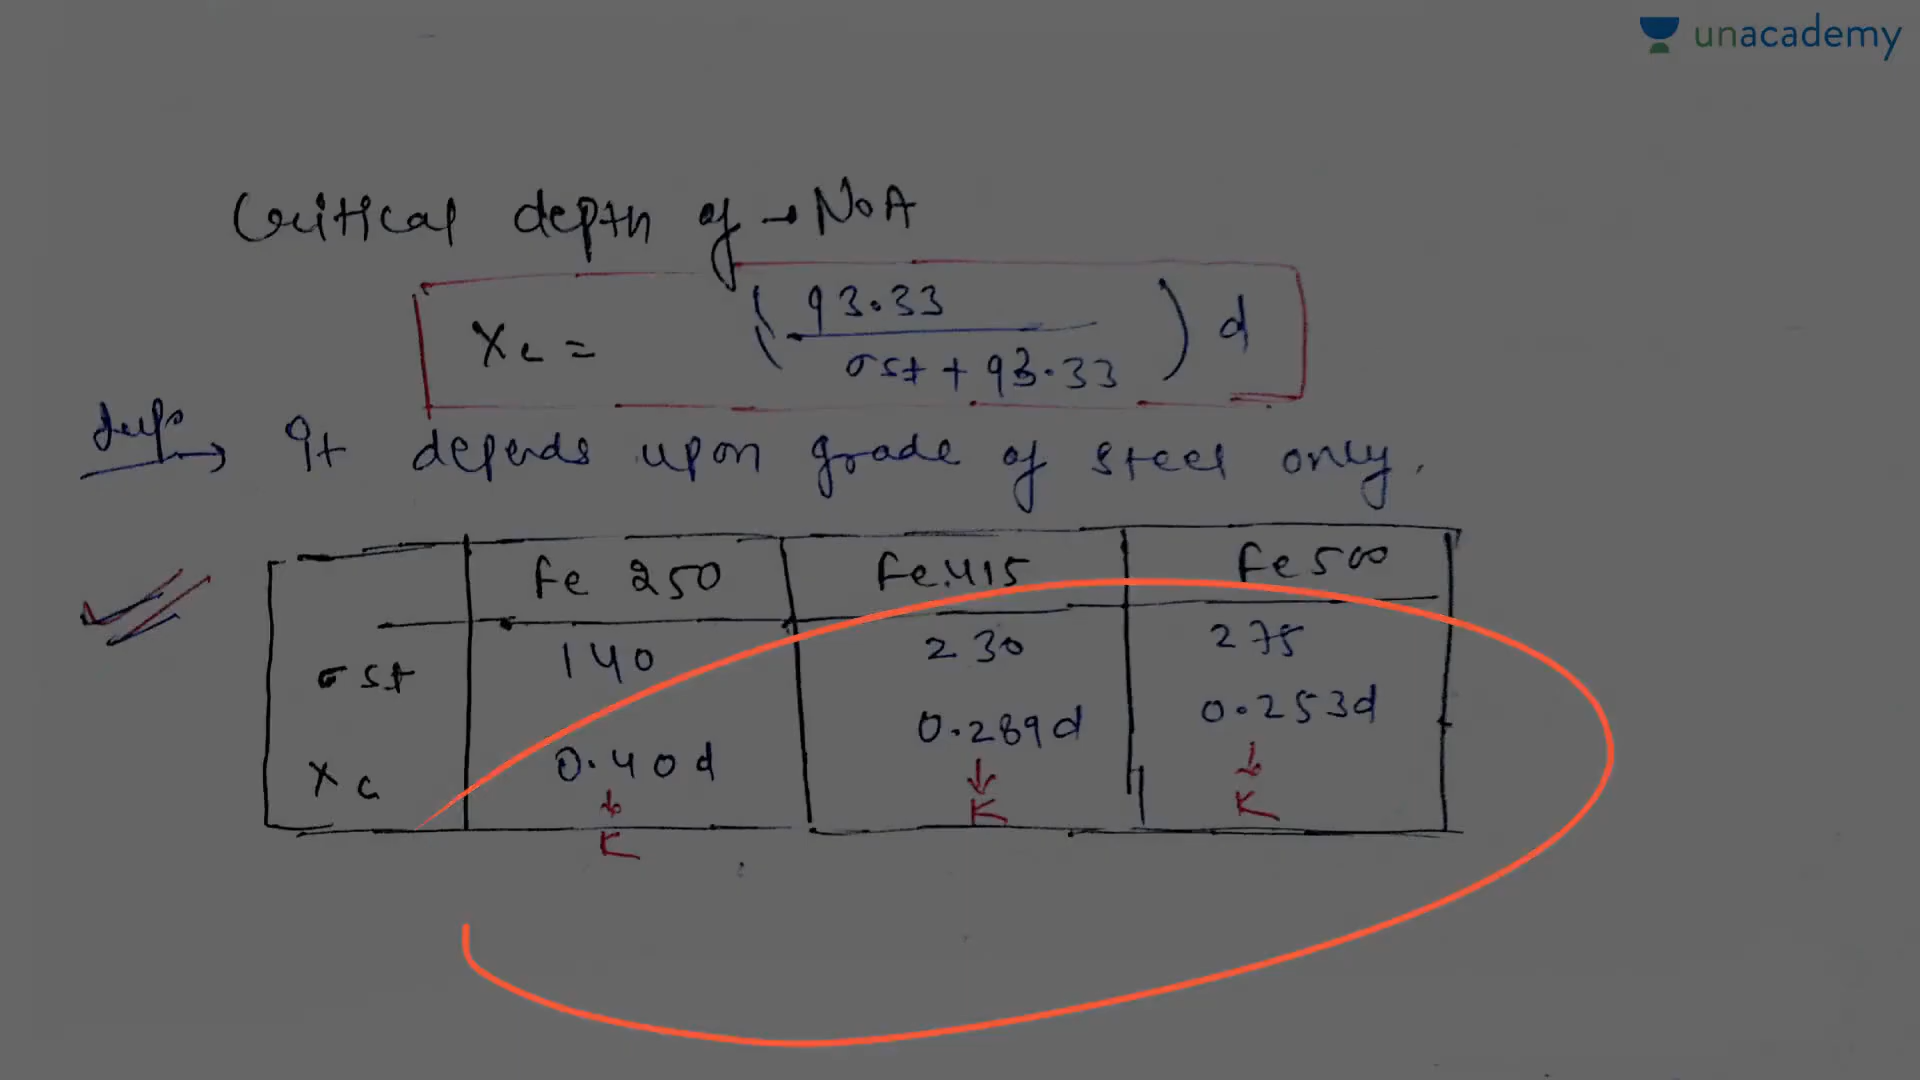 unacademy
Critical depth of → NoA
Xc = (93.33 / σst + 93.33) d
→ It depends upon grade of steel only.
Fe 250 Fe.415 Fe 500
σst 140 230 275
Xc 0.40d 0.289d 0.253d
↓ K ↓ K ↓ K